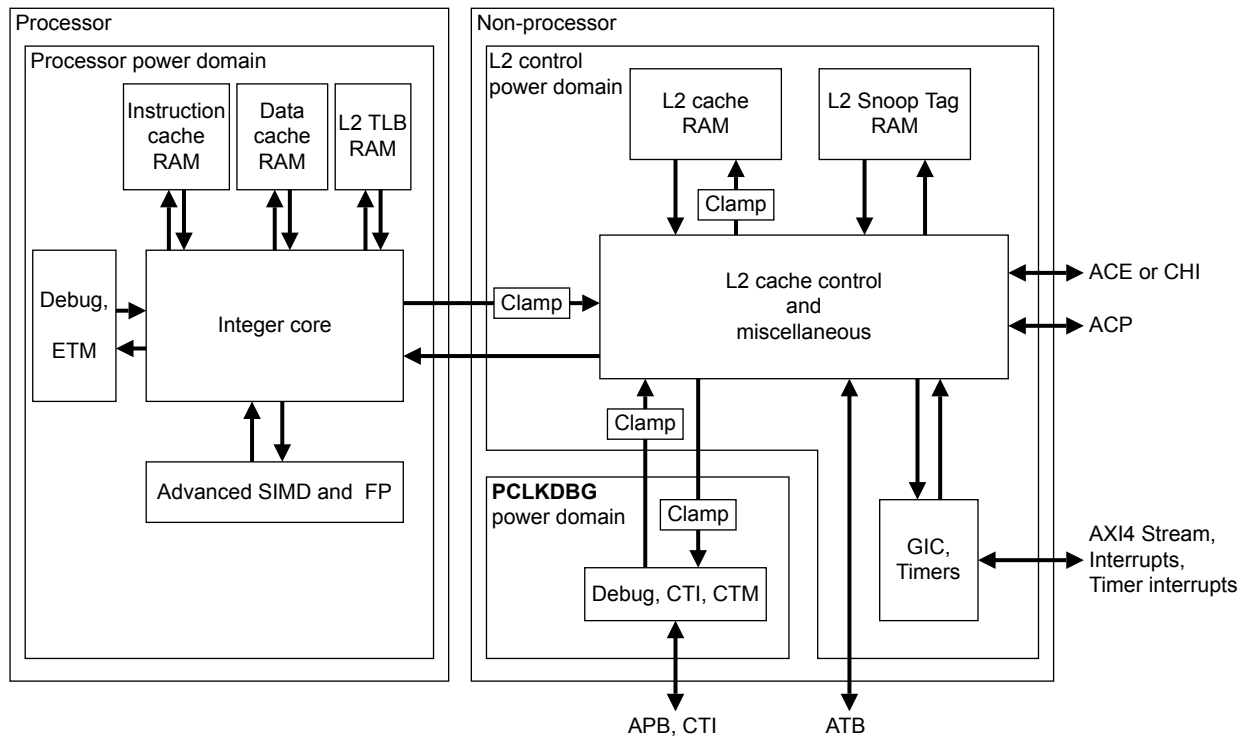 Processor
Processor power domain
Instruction
cache
RAM
Data
cache
RAM
L2 TLB
RAM
Debug,
ETM
Integer core
Advanced SIMD and FP
Clamp
Non-processor
L2 control
power domain
L2 cache
RAM
L2 Snoop Tag
RAM
Clamp
L2 cache control
and
miscellaneous
ACE or CHI
ACP
Clamp
PCLKDBG
power domain
Clamp
Debug, CTI, CTM
GIC,
Timers
AXI4 Stream,
Interrupts,
Timer interrupts
APB, CTI
ATB